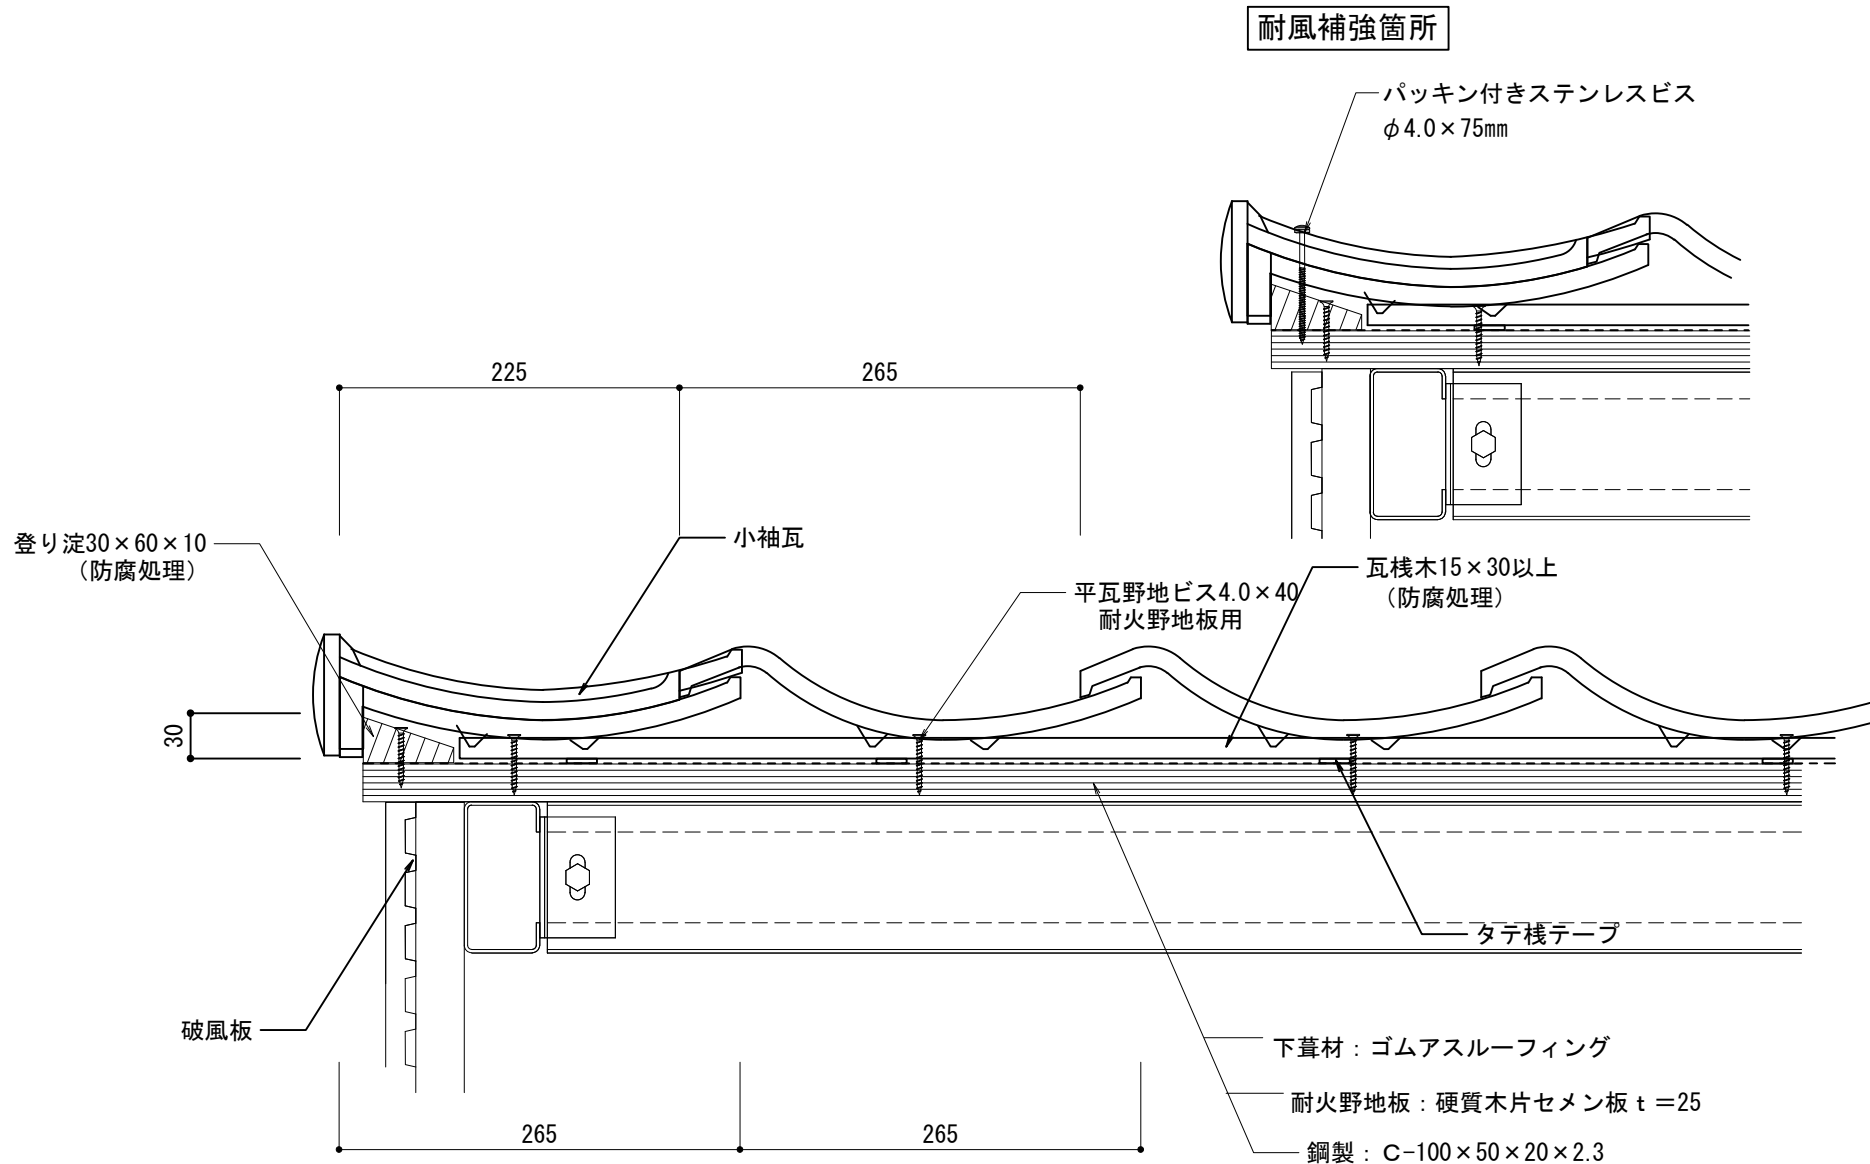 耐風補強箇所
パッキン付きステンレスビス
φ4.0×75㎜
225
265
登り淀30×60×10
(防腐処理)
小袖瓦
平瓦野地ビス4.0×40
耐火野地板用
瓦桟木15×30以上
(防腐処理)
30
タテ桟テープ
破風板
下葺材：ゴムアスルーフィング
耐火野地板：硬質木片セメン板ｔ＝25
鋼製：Ｃ-100×50×20×2.3
265
265